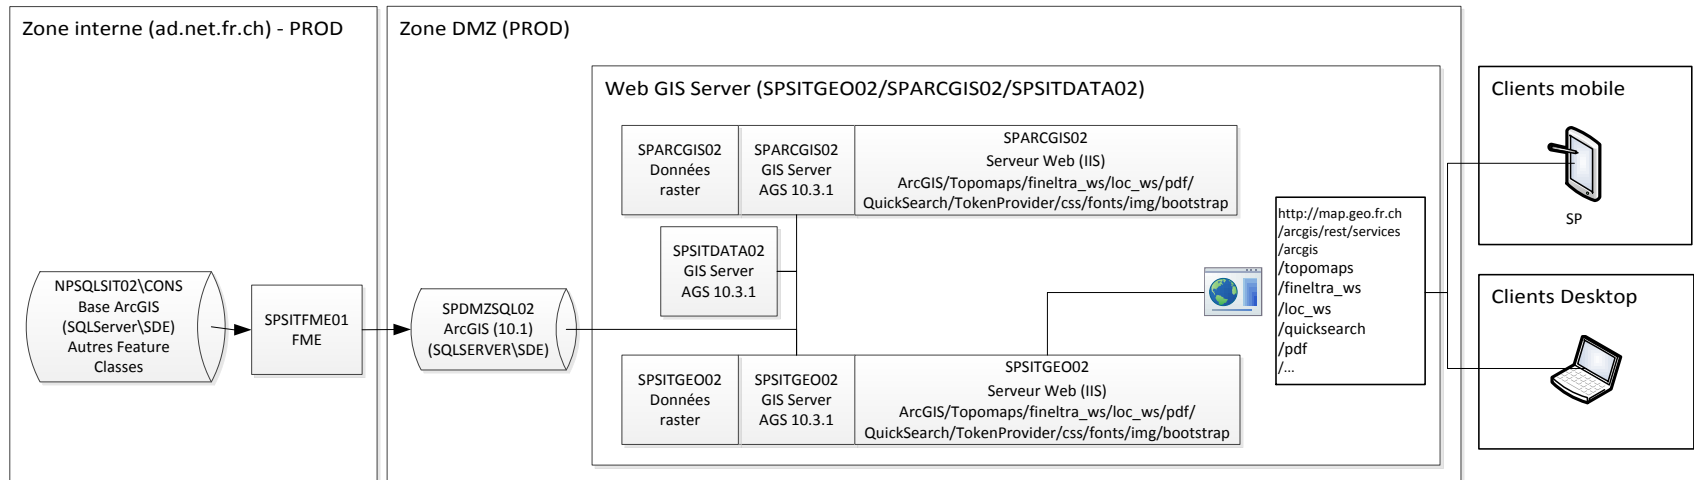 Zone interne (ad.net.fr.ch) - PROD
NPSQLSIT02\CONS
Base ArcGIS
(SQLServer\SDE)
Autres Feature
Classes
SPSITFME01
FME
Zone DMZ (PROD)
SPDMZSQL02
ArcGIS (10.1)
(SQLSERVER\SDE)
Web GIS Server (SPSITGEO02/SPARCGIS02/SPSITDATA02)
SPARCGIS02
Données
raster
SPARCGIS02
GIS Server
AGS 10.3.1
SPARCGIS02
Serveur Web (IIS)
ArcGIS/Topomaps/fineltra_ws/loc_ws/pdf/
QuickSearch/TokenProvider/css/fonts/img/bootstrap
SPSITDATA02
GIS Server
AGS 10.3.1
SPSITGEO02
Données
raster
SPSITGEO02
GIS Server
AGS 10.3.1
SPSITGEO02
Serveur Web (IIS)
ArcGIS/Topomaps/fineltra_ws/loc_ws/pdf/
QuickSearch/TokenProvider/css/fonts/img/bootstrap
http://map.geo.fr.ch
/arcgis/rest/services
/arcgis
/topomaps
/fineltra_ws
/loc_ws
/quicksearch
/pdf
/...
Clients mobile
SP
Clients Desktop